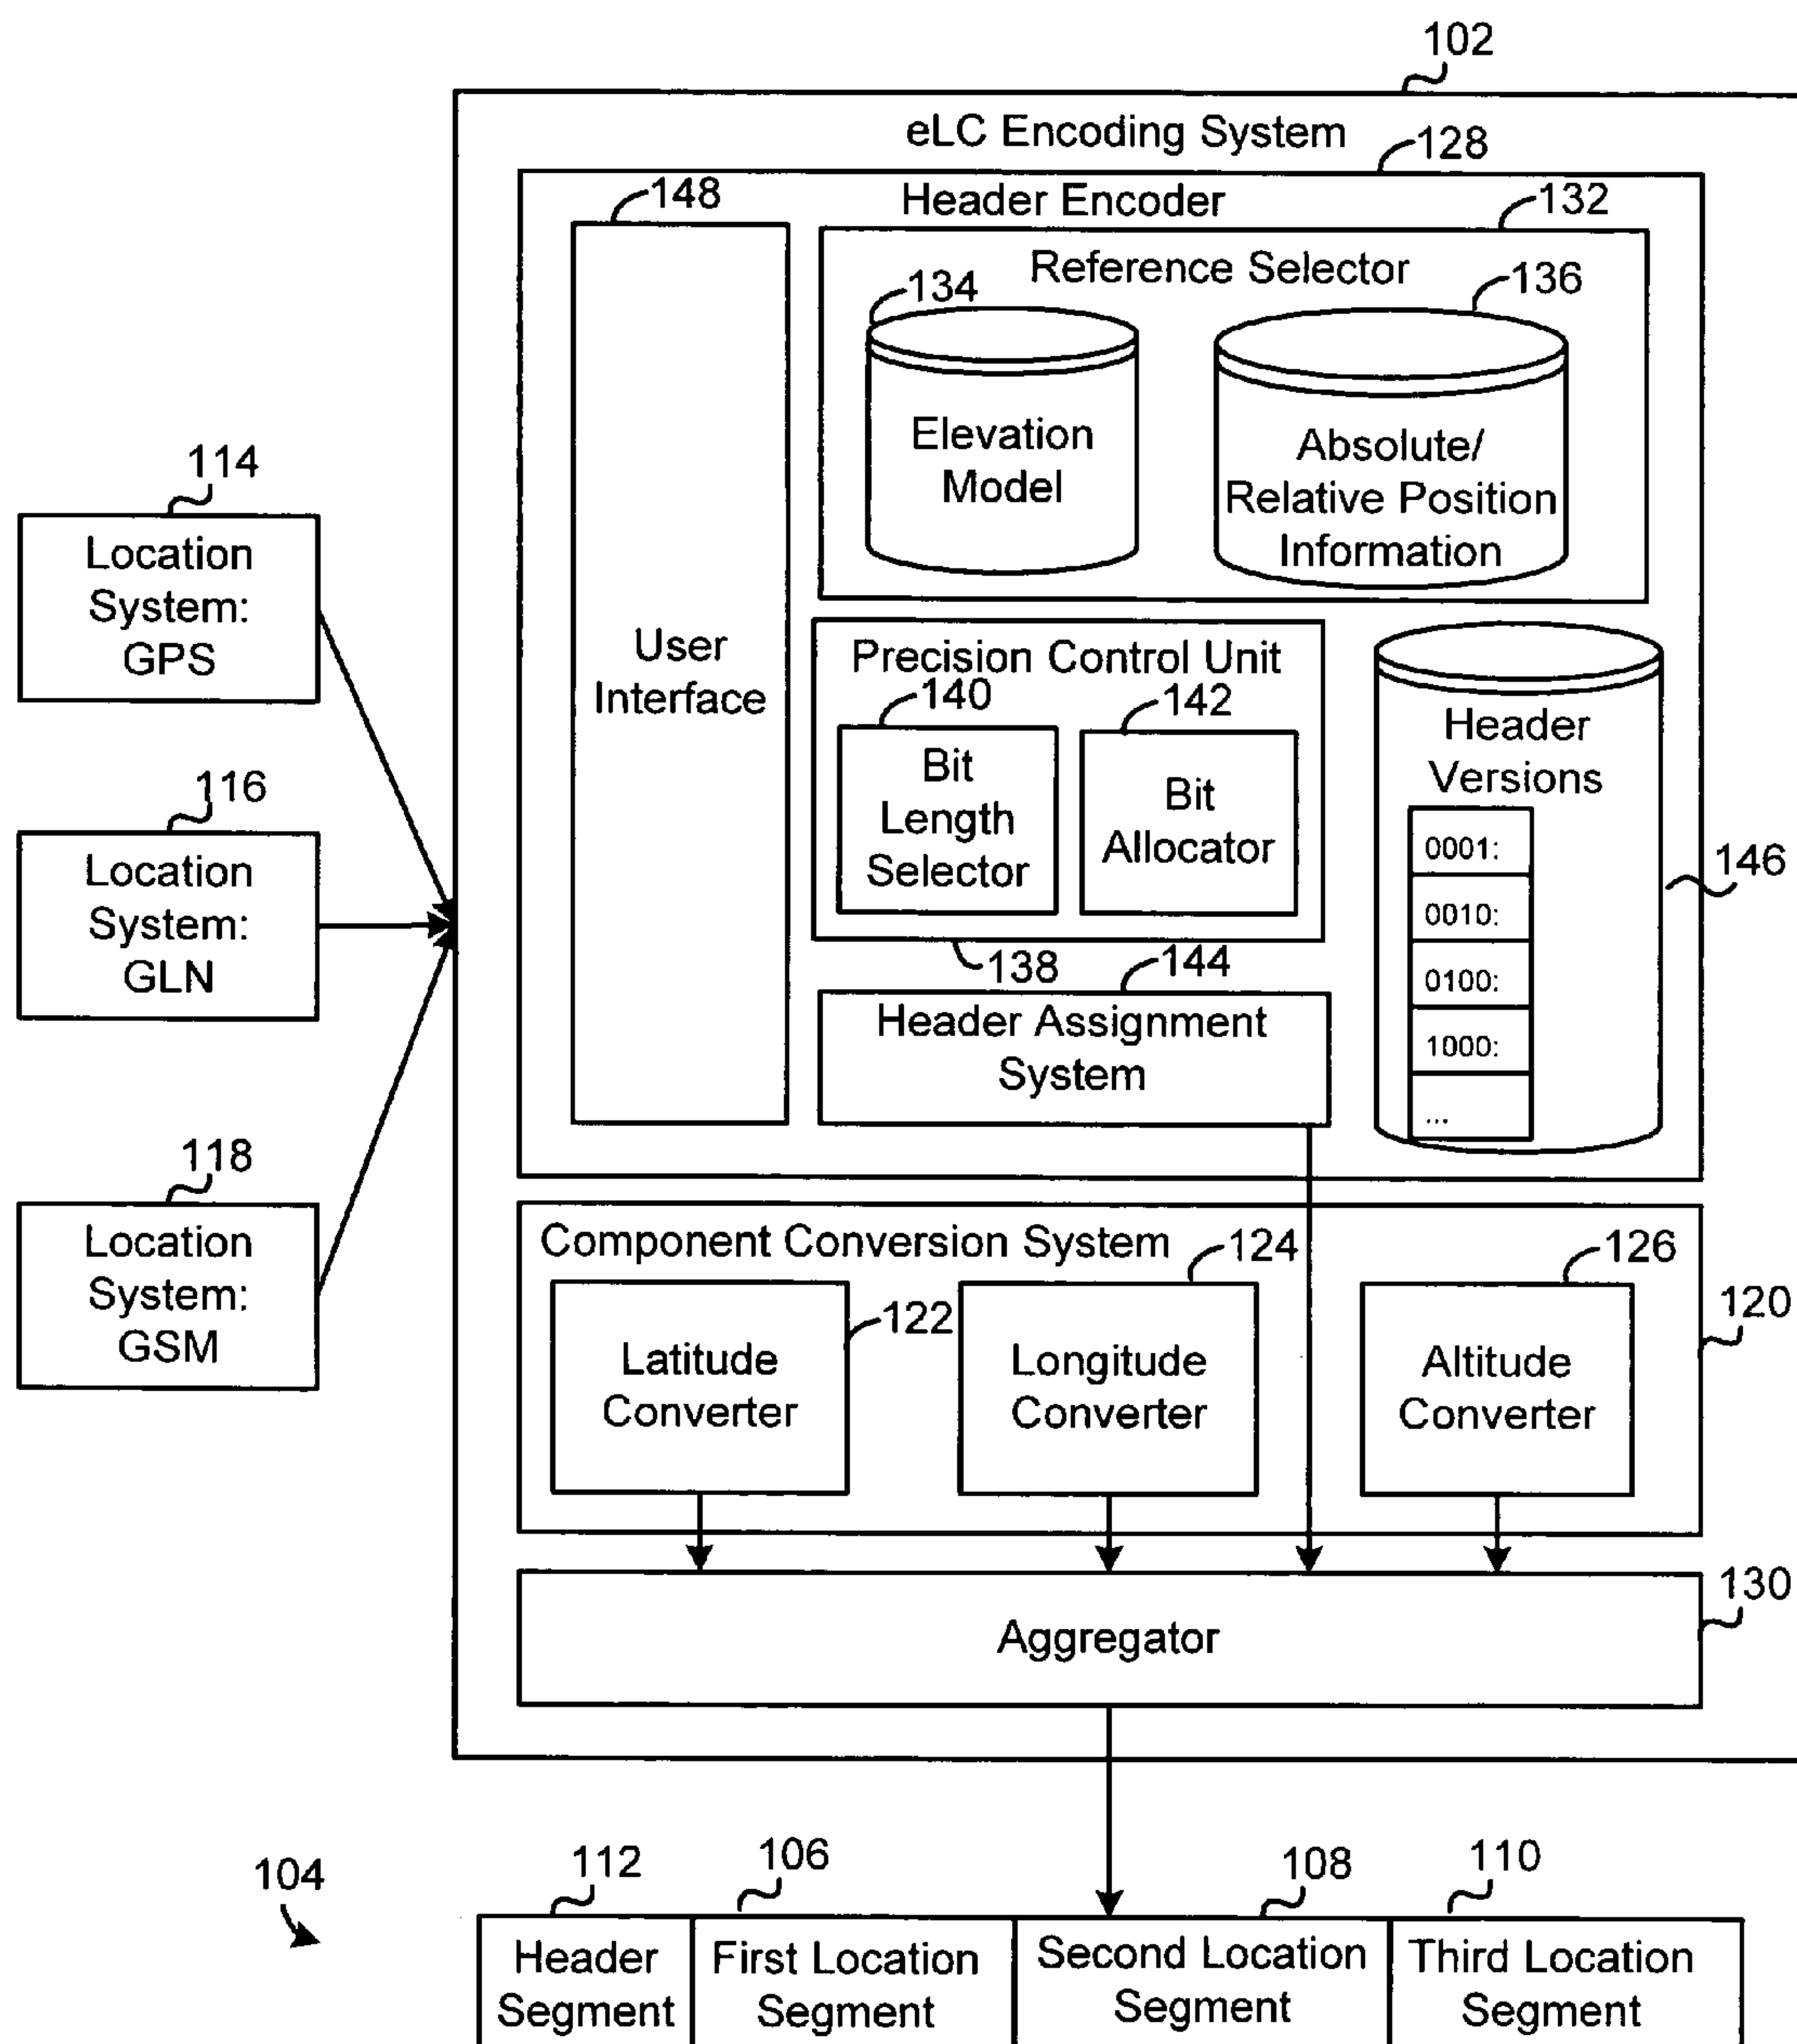 102
eLC Encoding System
128
148
Header Encoder
132
Reference Selector
134
136
Elevation
Model
Absolute/
Relative Position
Information
114
Location
System:
GPS
User
Interface
Precision Control Unit
140
142
Bit
Length
Selector
Bit
Allocator
Header
Versions
0001:
0010:
0100:
1000:
...
146
116
Location
System:
GLN
138
144
Header Assignment
System
118
Location
System:
GSM
Component Conversion System
124
126
122
120
Latitude
Converter
Longitude
Converter
Altitude
Converter
130
Aggregator
104
112
106
108
110
Header
Segment
First Location
Segment
Second Location
Segment
Third Location
Segment